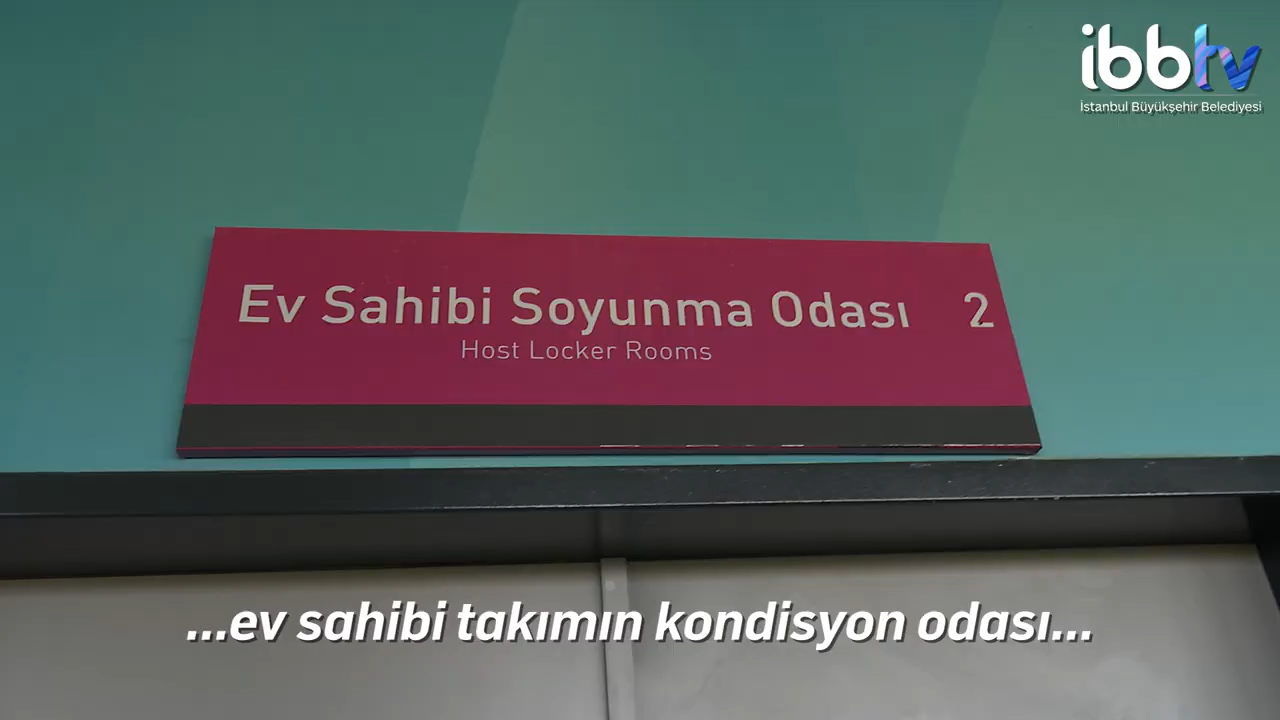 ibbtv
İstanbul Büyükşehir Belediyesi
Ev Sahibi Soyunma Odası 2
Host Locker Rooms
...ev sahibi takımın kondisyon odası...